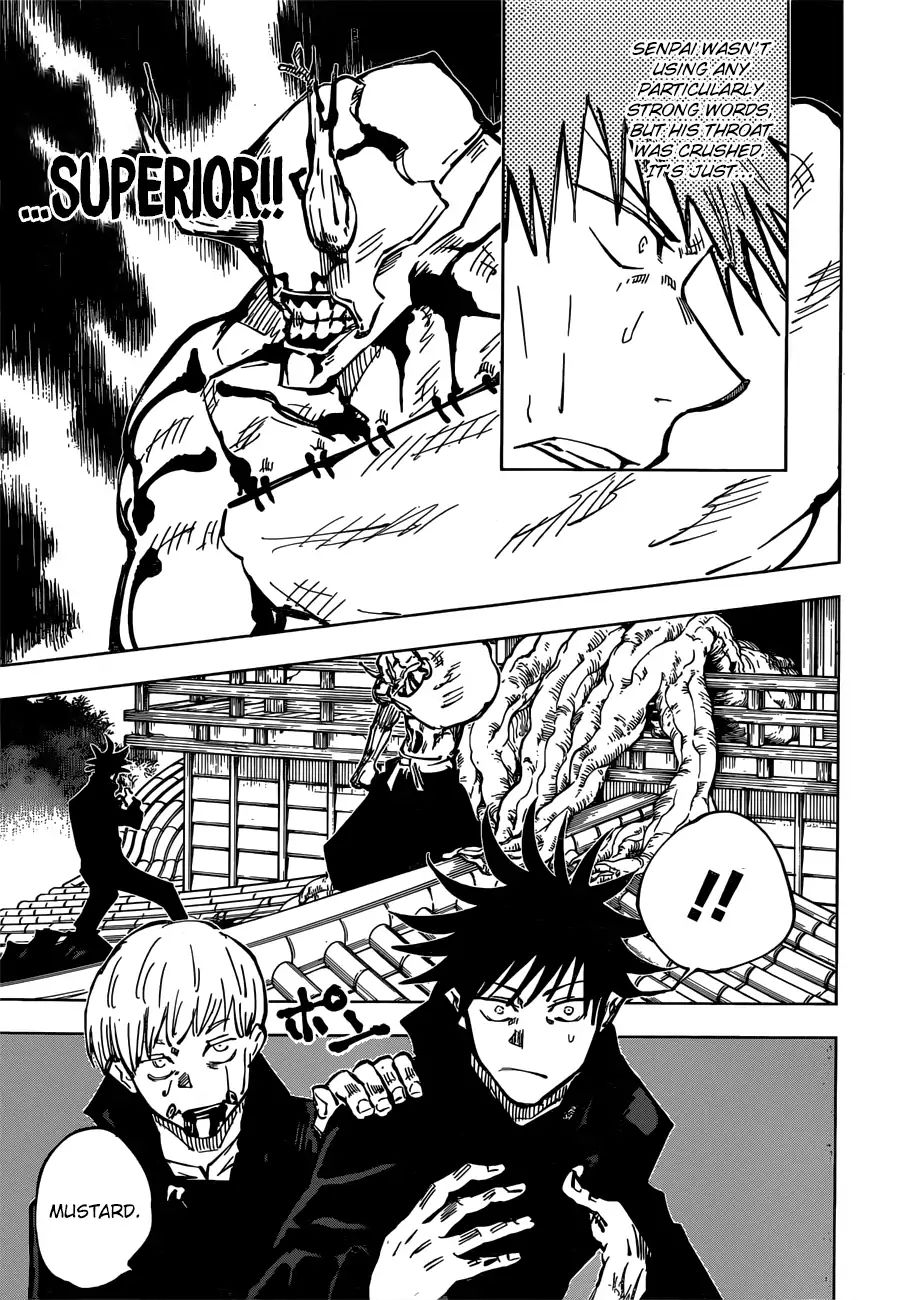 SENPAI WASN'T
USING ANY
PARTICULARLY
STRONG WORDS,
BUT HIS THROAT
WAS CRUSHED.
IT'S JUST...
...SUPERIOR!!
!!
ポン
MUSTARD.